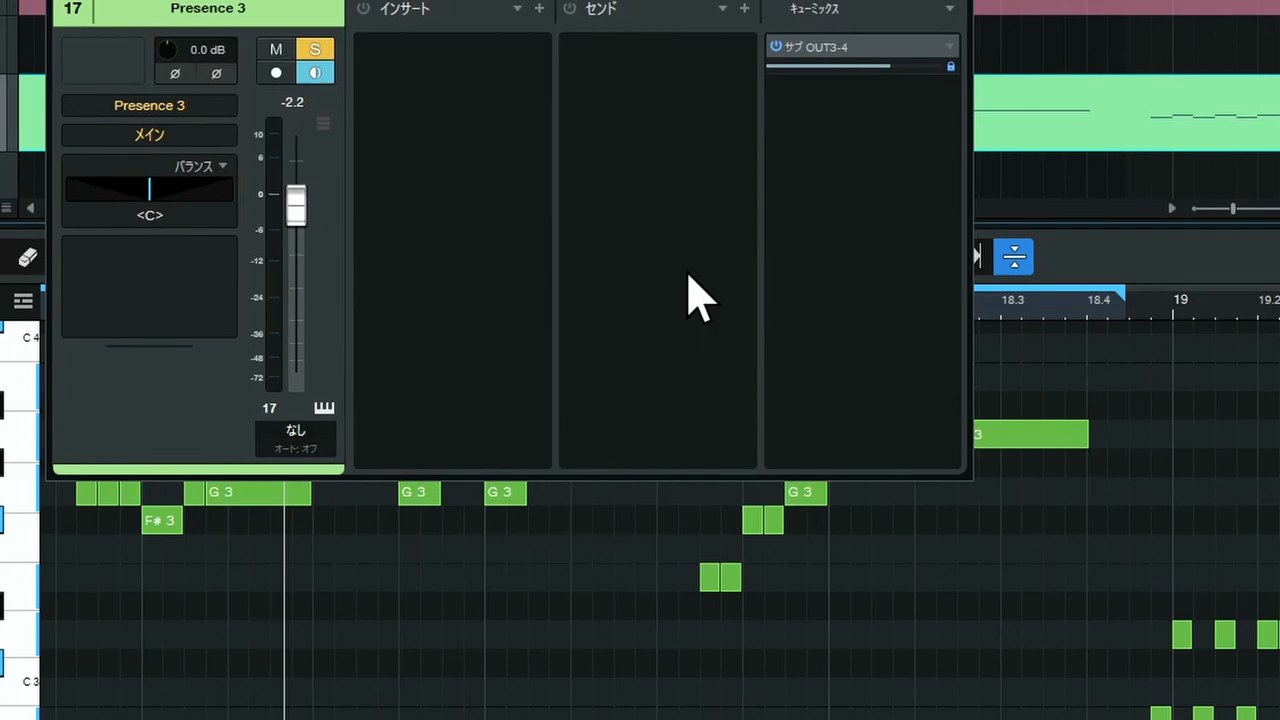 17 Presence 3 インサート センド キューミックス
0.0 dB M S サブ OUT3-4
-2.2
Presence 3
メイン
バランス
<C>
10
6
0
-6
-12
-24
-36
-48
-72
17
なし
オート: オフ
18.3 18.4 19 19.2
C 4
3
G 3 G 3 G 3 G 3
F# 3
C 3